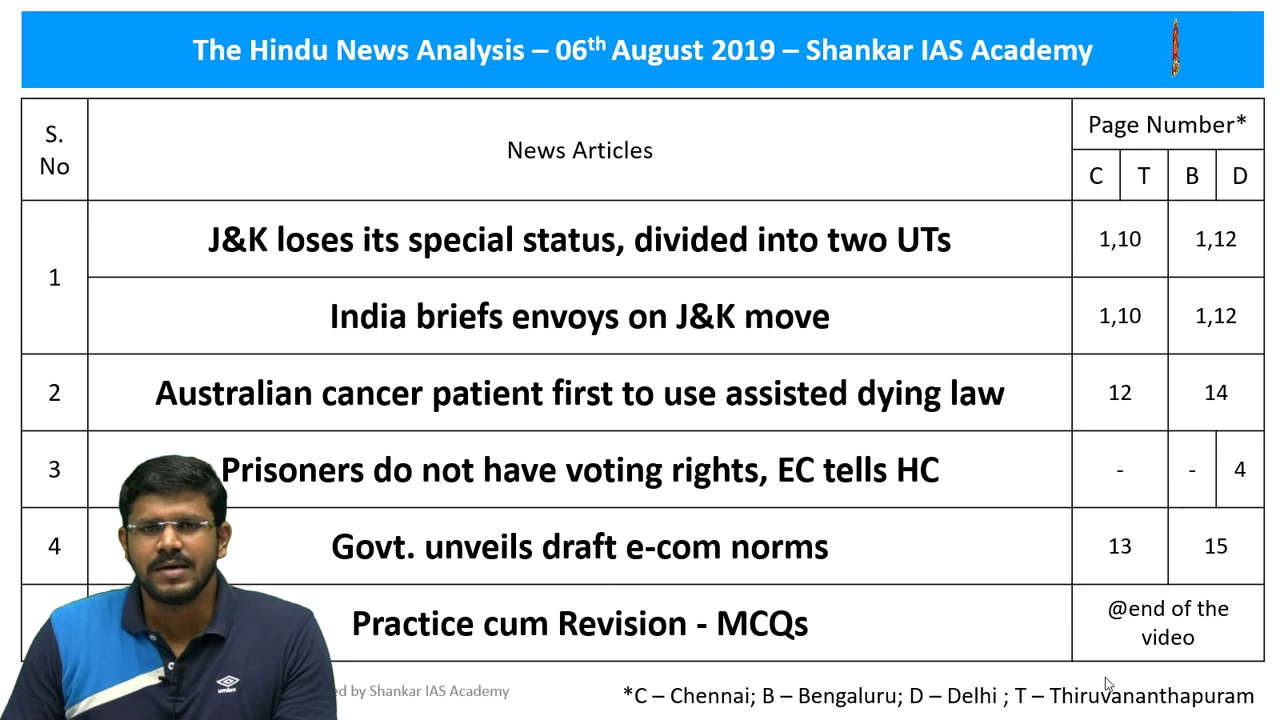 The Hindu News Analysis – 06th August 2019 – Shankar IAS Academy
S. No
News Articles
Page Number*
C T B D
1
J&K loses its special status, divided into two UTs 1,10 1,12
India briefs envoys on J&K move 1,10 1,12
2 Australian cancer patient first to use assisted dying law 12 14
3 Prisoners do not have voting rights, EC tells HC - - 4
4 Govt. unveils draft e-com norms 13 15
Practice cum Revision - MCQs @end of the
video
umbro
by Shankar IAS Academy
*C – Chennai; B – Bengaluru; D – Delhi ; T – Thiruvananthapuram